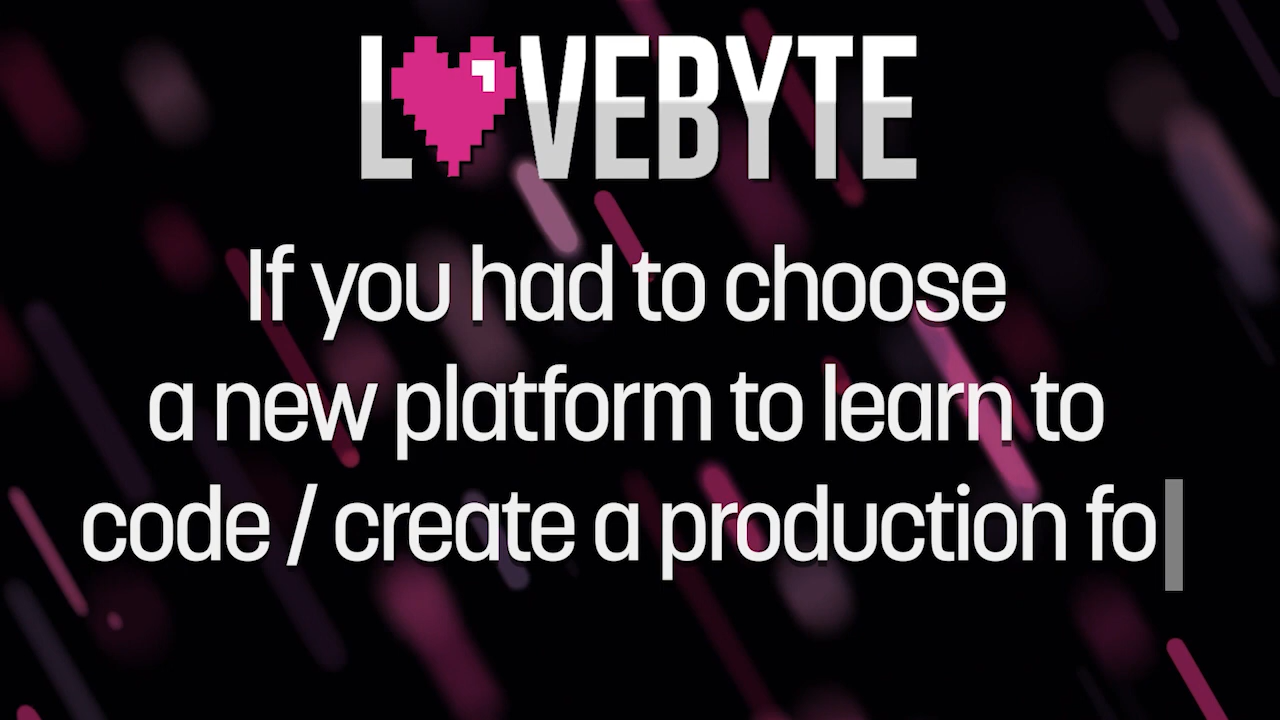 LOVEBYTE
If you had to choose
a new platform to learn to
code / create a production fo